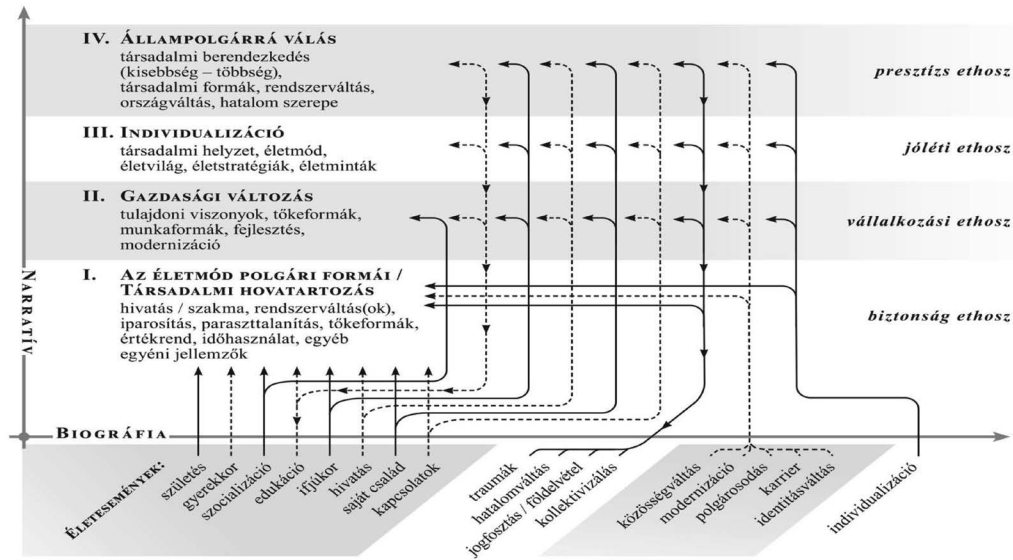 IV. ÁLLAMPOLGÁRRÁ VÁLÁS
társadalmi berendezkedés
(kisebbség – többség),
társadalmi formák, rendszerváltás,
országváltás, hatalom szerepe
presztízs ethosz
III. INDIVIDUALIZÁCIÓ
társadalmi helyzet, életmód,
életvilág, életstratégiák, életminták
jóléti ethosz
II. GAZDASÁGI VÁLTOZÁS
tulajdoni viszonyok, tőkeformák,
munkaformák, fejlesztés,
modernizáció
vállalkozási ethosz
I. AZ ÉLETMÓD POLGÁRI FORMÁI /
TÁRSADALMI HOVATARTOZÁS
hivatás / szakma, rendszerváltás(ok),
iparosítás, paraszttalanítás, tőkeformák,
értékrend, időhasználat, egyéb
egyéni jellemzők
biztonság ethosz
NARRATÍV
BIOGRÁFIA
ÉLETESEMÉNYEK:
születés
gyerekkor
szocializáció
edukáció
ifjúkor
hivatás
saját család
kapcsolatok
traumák
hatalomváltás
jogfosztás / földelvétel
kollektivizálás
közösségváltás
modernizáció
polgárosodás
karrier
identitásváltás
individualizáció